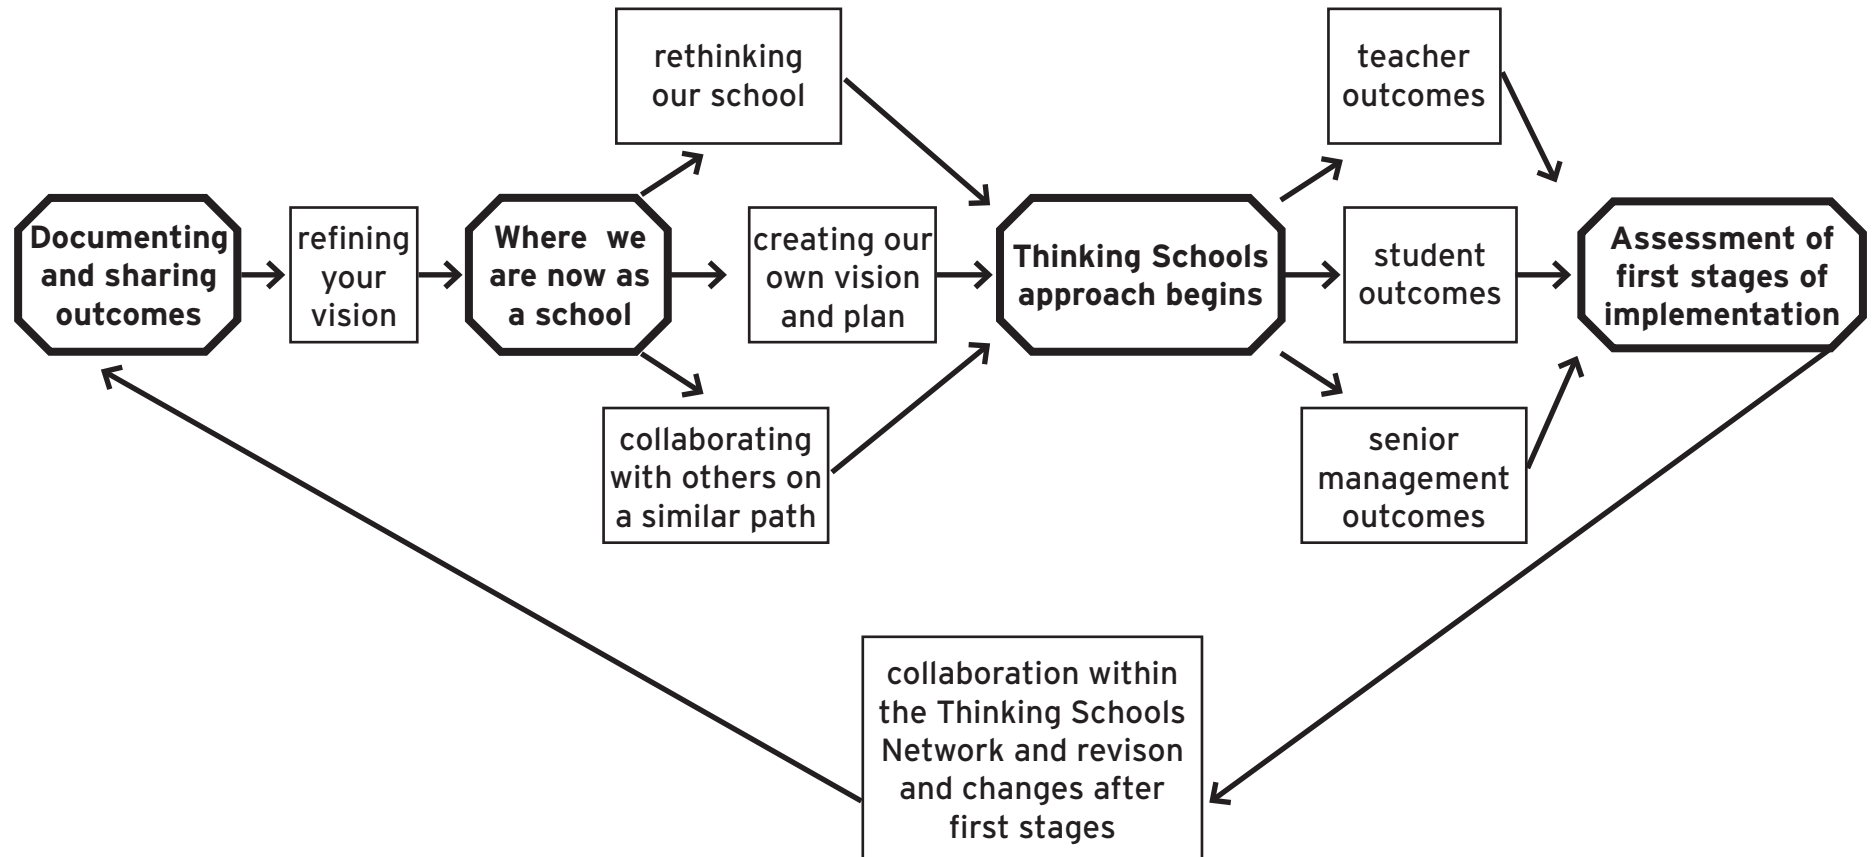 Documenting
and sharing
outcomes
refining
your
vision
Where we
are now as
a school
rethinking
our school
creating our
own vision
and plan
collaborating
with others on
a similar path
Thinking Schools
approach begins
teacher
outcomes
student
outcomes
senior
management
outcomes
Assessment of
first stages of
implementation
collaboration within
the Thinking Schools
Network and revison
and changes after
first stages